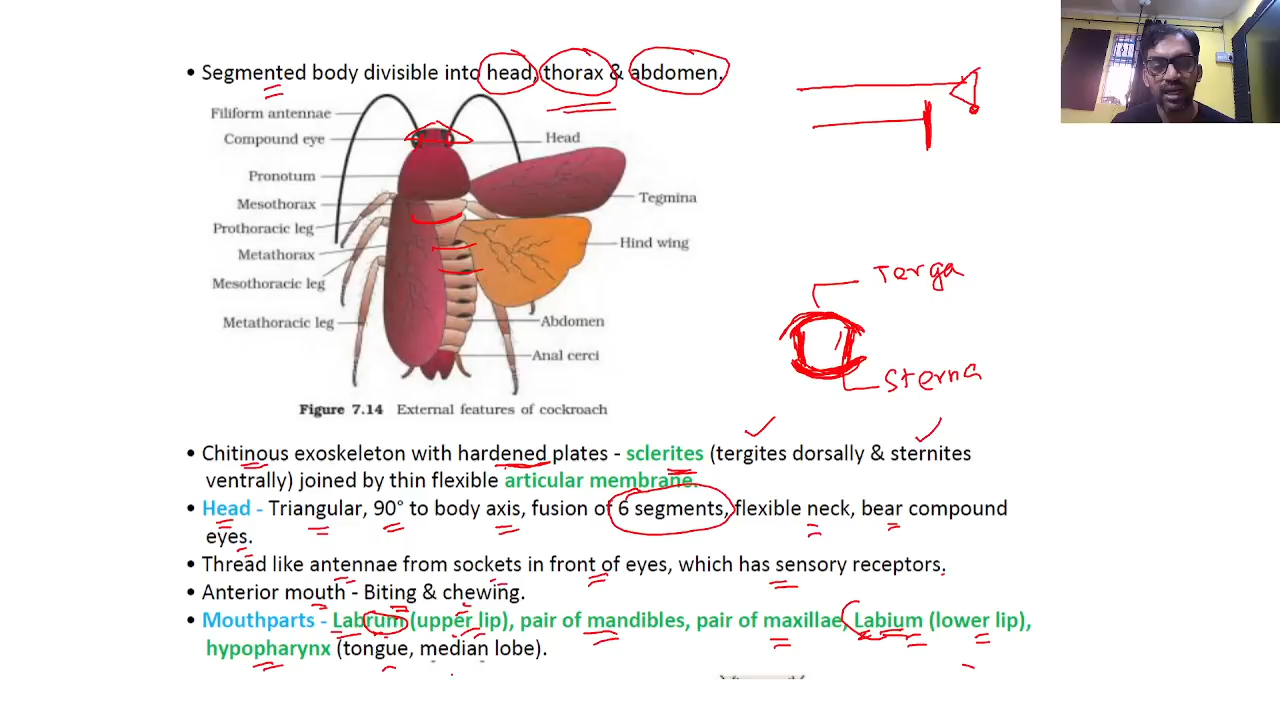 • Segmented body divisible into head, thorax & abdomen.
Filiform antennae
Compound eye
Head
Pronotum
Tegmina
Mesothorax
Prothoracic leg
Hind wing
Metathorax
Mesothoracic leg
Metathoracic leg
Abdomen
Anal cerci
Figure 7.14 External features of cockroach
Terga
Sterna
• Chitinous exoskeleton with hardened plates - sclerites (tergites dorsally & sternites
ventrally) joined by thin flexible articular membrane.
• Head - Triangular, 90° to body axis, fusion of 6 segments, flexible neck, bear compound
eyes.
• Thread like antennae from sockets in front of eyes, which has sensory receptors.
• Anterior mouth - Biting & chewing.
• Mouthparts - Labrum (upper lip), pair of mandibles, pair of maxillae, Labium (lower lip),
hypopharynx (tongue, median lobe).